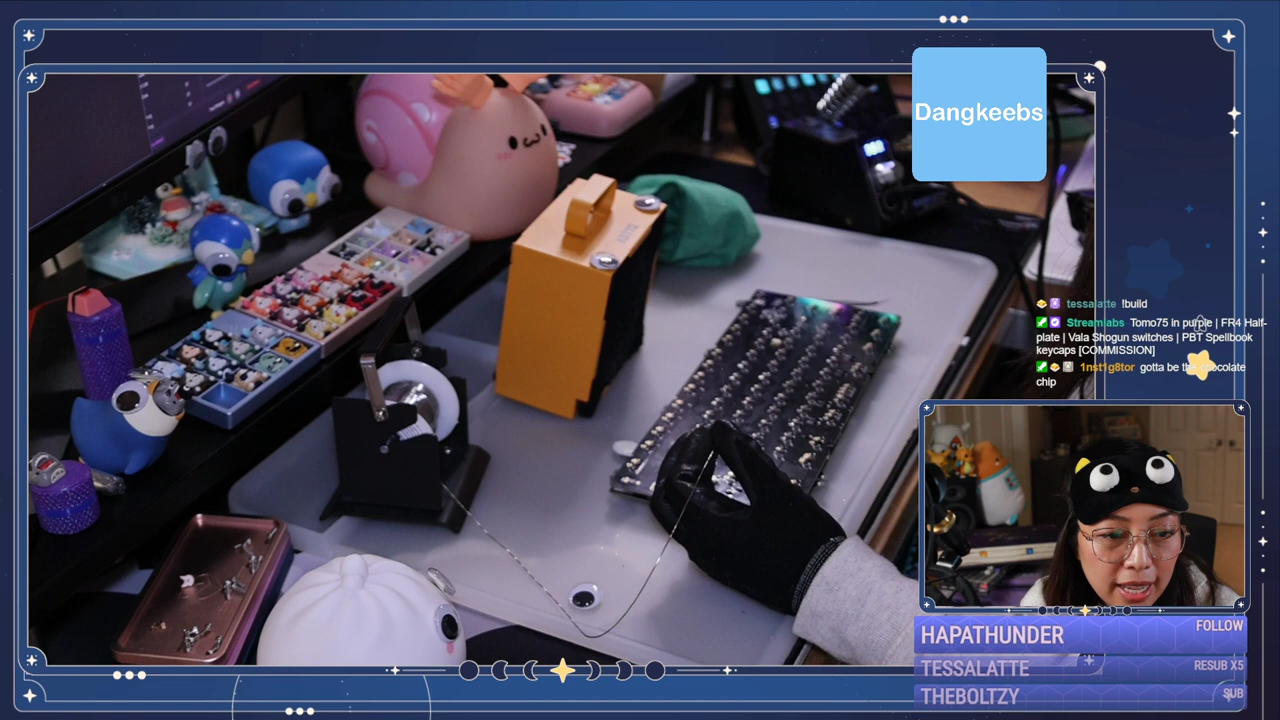 Dangkeebs
tessalatte !build
Streamlabs Tomo75 in purple | FR4 Half-
plate | Vala Shogun switches | PBT Spellbook
keycaps [COMMISSION]
1nst1g8tor gotta be the chocolate
chip
HAPATHUNDER FOLLOW
TESSALATTE RESUB X5
THEBOLTZY SUB